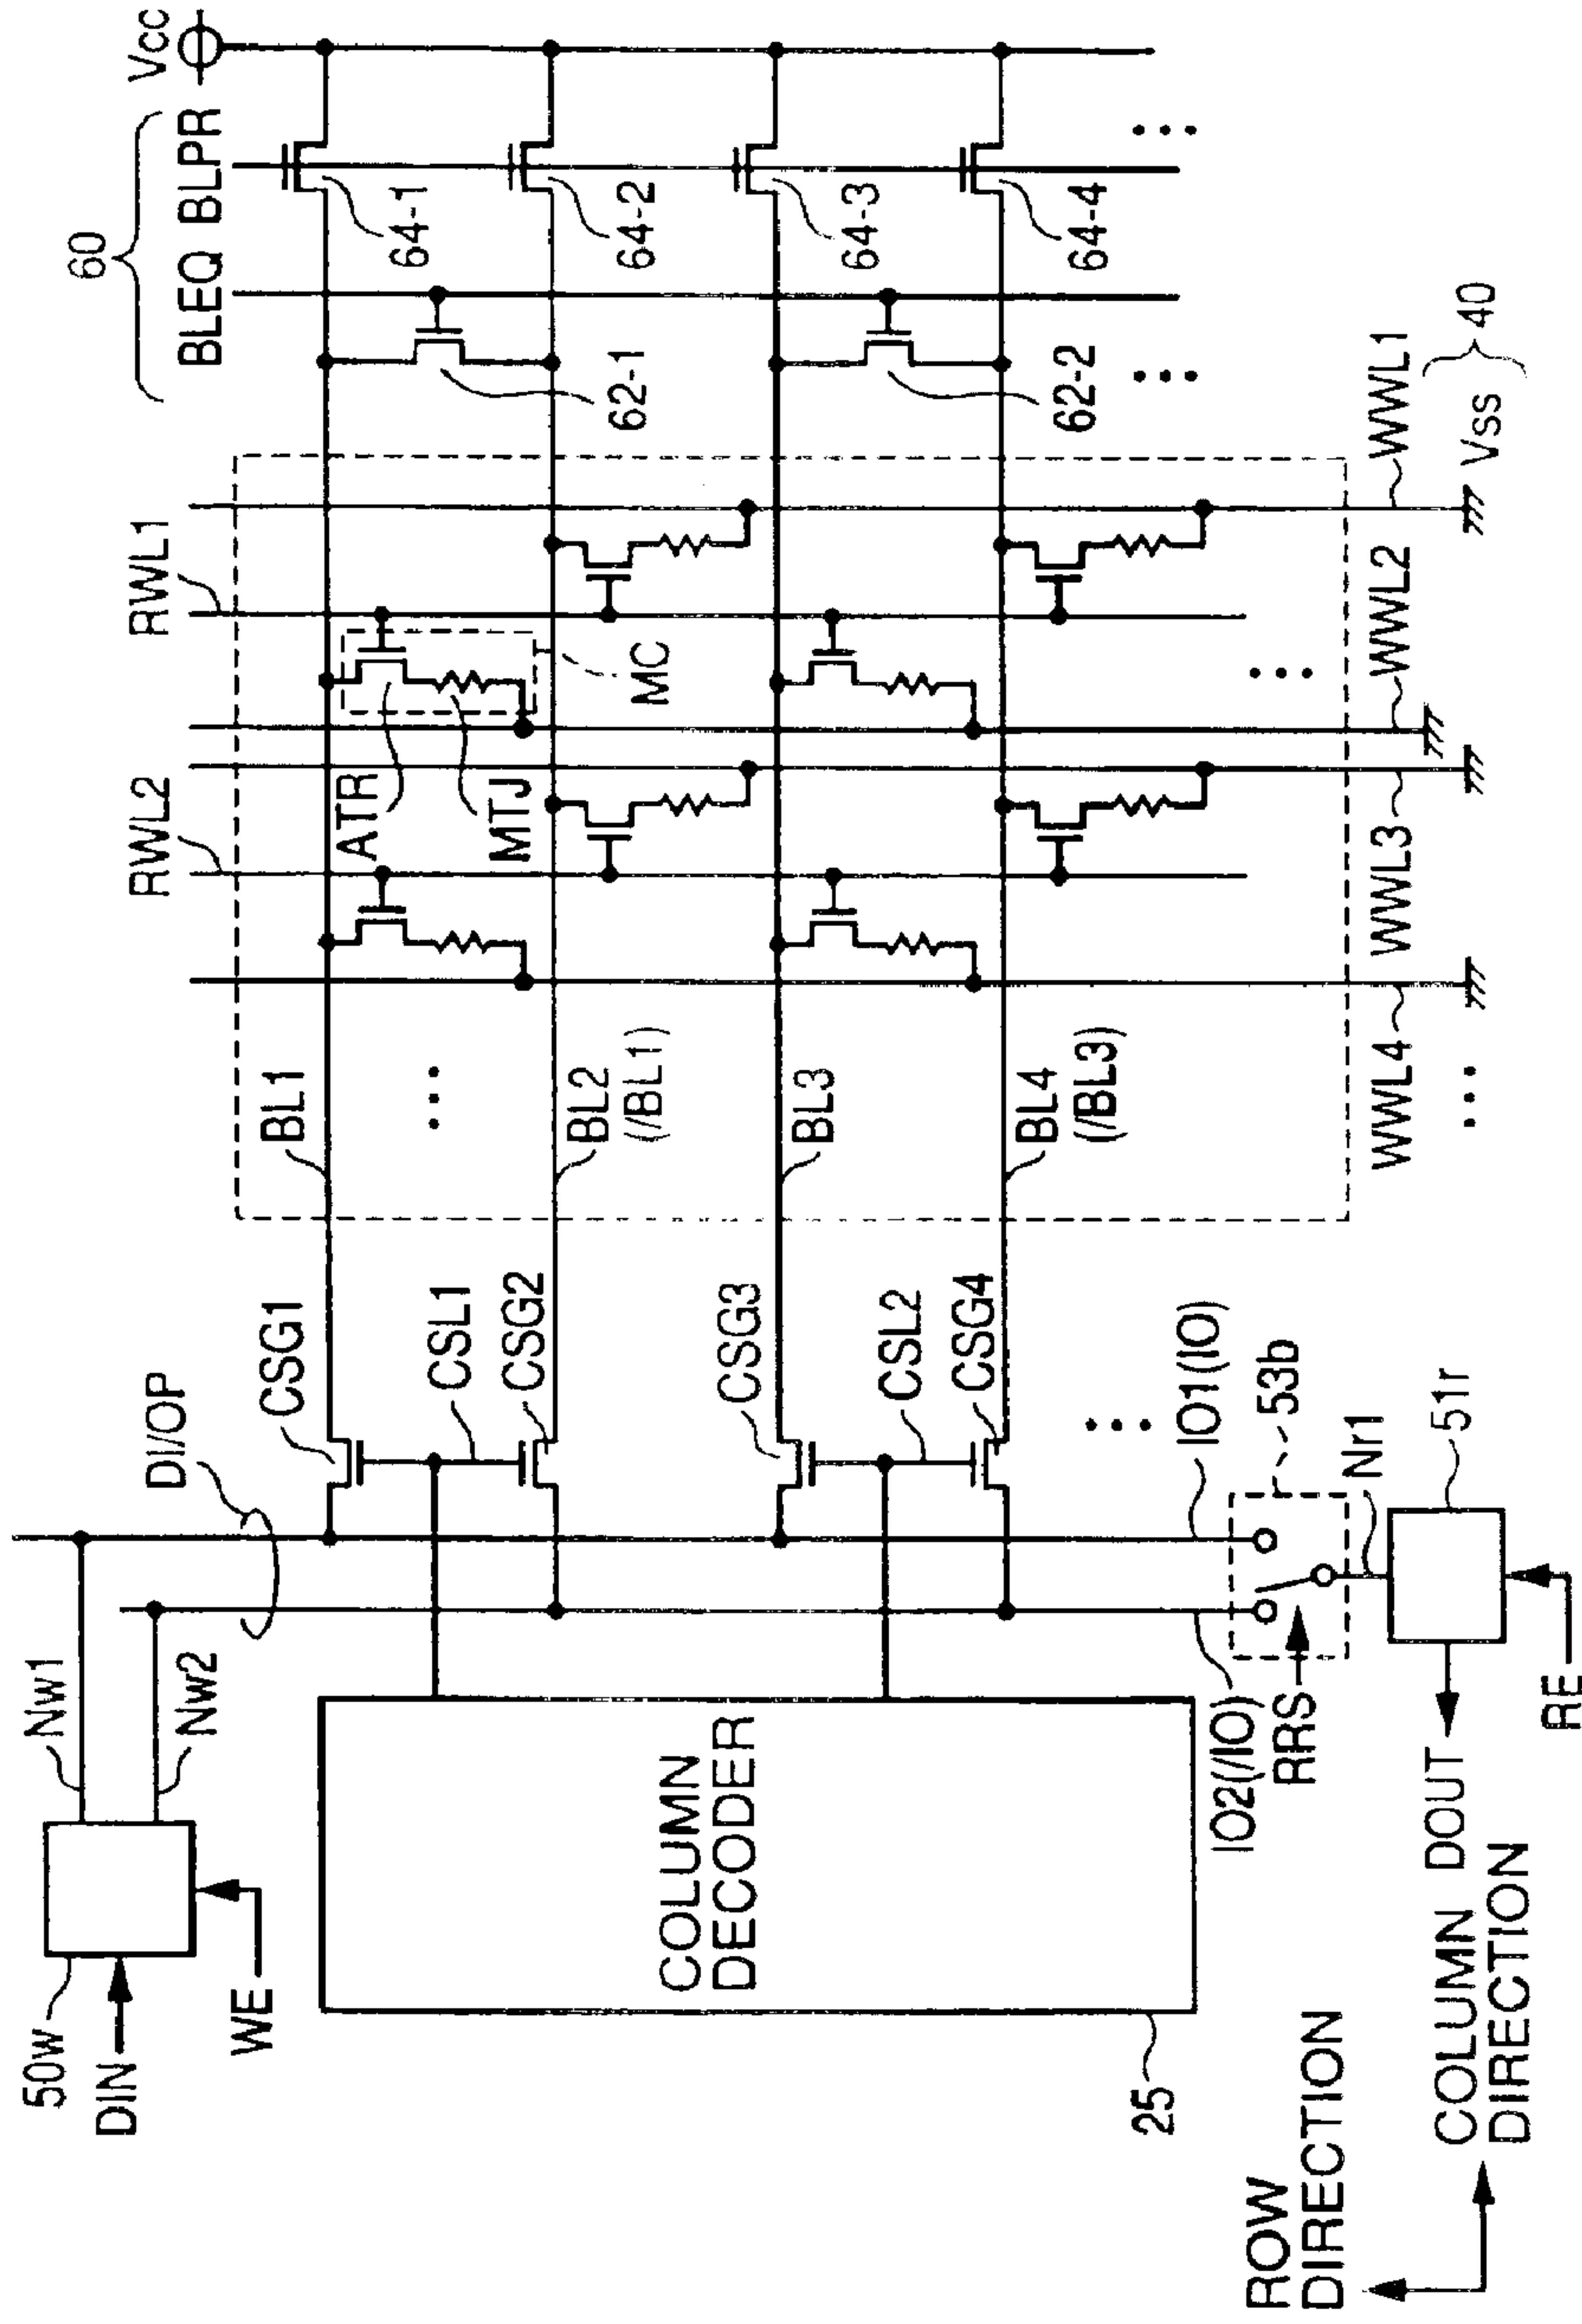 60
BLEQ BLPR
Vcc
RWL2
RWL1
64-1
64-2
64-3
64-4
62-1
62-2
ATR
MTJ
MC
BL1
BL2
(/BL1)
BL3
BL4
(/BL3)
WWL4
WWL3
WWL2
WWL1
Vss
40
DI/OP
CSG1
CSL1
CSG2
CSG3
CSL2
CSG4
50w
DIN
WE
Nw1
Nw2
COLUMN
DECODER
25
IO2(/IO)
IO1(IO)
RRS
53b
Nr1
51r
DOUT
RE
ROW
DIRECTION
COLUMN
DIRECTION